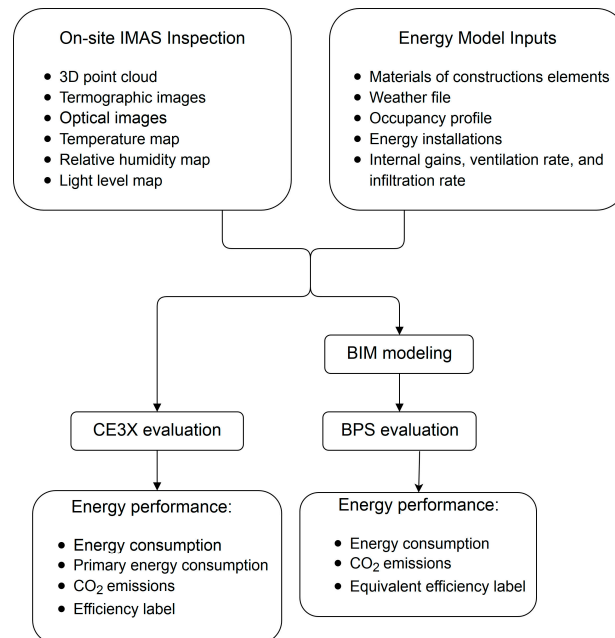 On-site IMAS Inspection
● 3D point cloud
● Termographic images
● Optical images
● Temperature map
● Relative humidity map
● Light level map
Energy Model Inputs
● Materials of constructions elements
● Weather file
● Occupancy profile
● Energy installations
● Internal gains, ventilation rate, and
infiltration rate
BIM modeling
CE3X evaluation
BPS evaluation
Energy performance:
● Energy consumption
● Primary energy consumption
● CO₂ emissions
● Efficiency label
Energy performance:
● Energy consumption
● CO₂ emissions
● Equivalent efficiency label